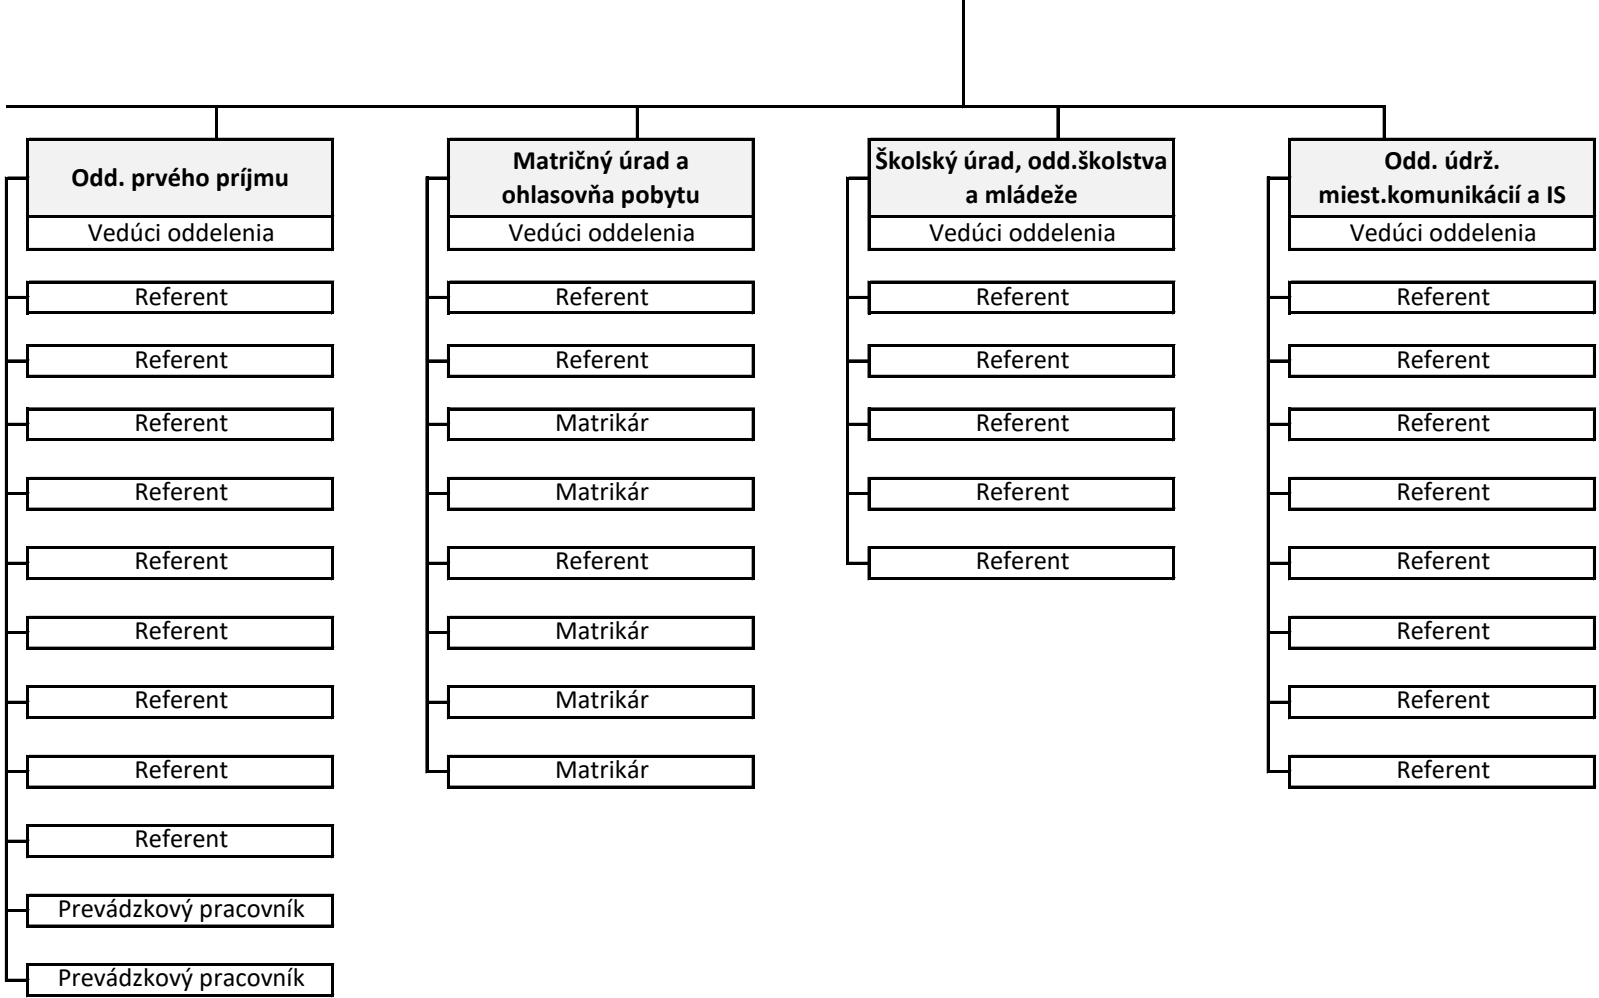 Odd. prvého príjmu
Vedúci oddelenia
Referent
Referent
Referent
Referent
Referent
Referent
Referent
Referent
Referent
Prevádzkový pracovník
Prevádzkový pracovník
Matričný úrad a
ohlasovňa pobytu
Vedúci oddelenia
Referent
Referent
Matrikár
Matrikár
Referent
Matrikár
Matrikár
Matrikár
Školský úrad, odd.školstva
a mládeže
Vedúci oddelenia
Referent
Referent
Referent
Referent
Referent
Odd. údrž.
miest.komunikácií a IS
Vedúci oddelenia
Referent
Referent
Referent
Referent
Referent
Referent
Referent
Referent